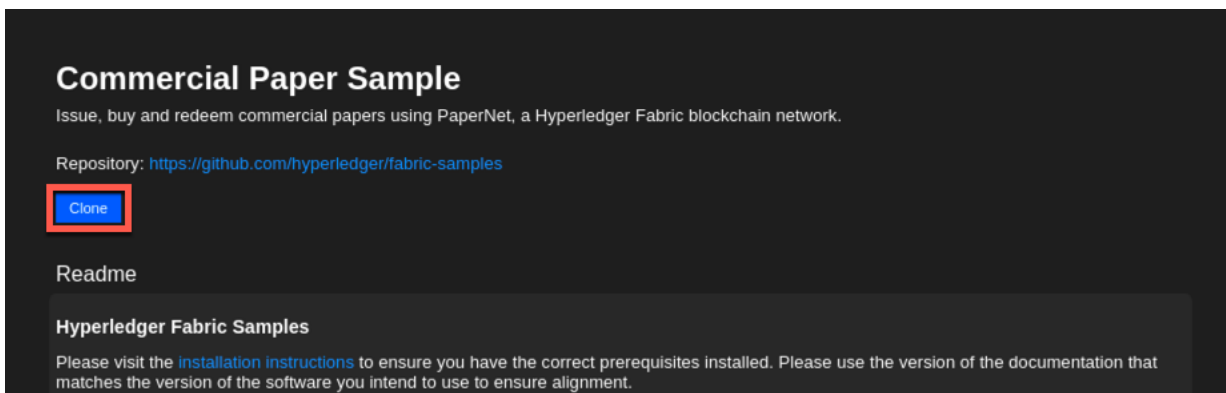 Commercial Paper Sample
Issue, buy and redeem commercial papers using PaperNet, a Hyperledger Fabric blockchain network.
Repository: https://github.com/hyperledger/fabric-samples
Clone
Readme
Hyperledger Fabric Samples
Please visit the installation instructions to ensure you have the correct prerequisites installed. Please use the version of the documentation that
matches the version of the software you intend to use to ensure alignment.